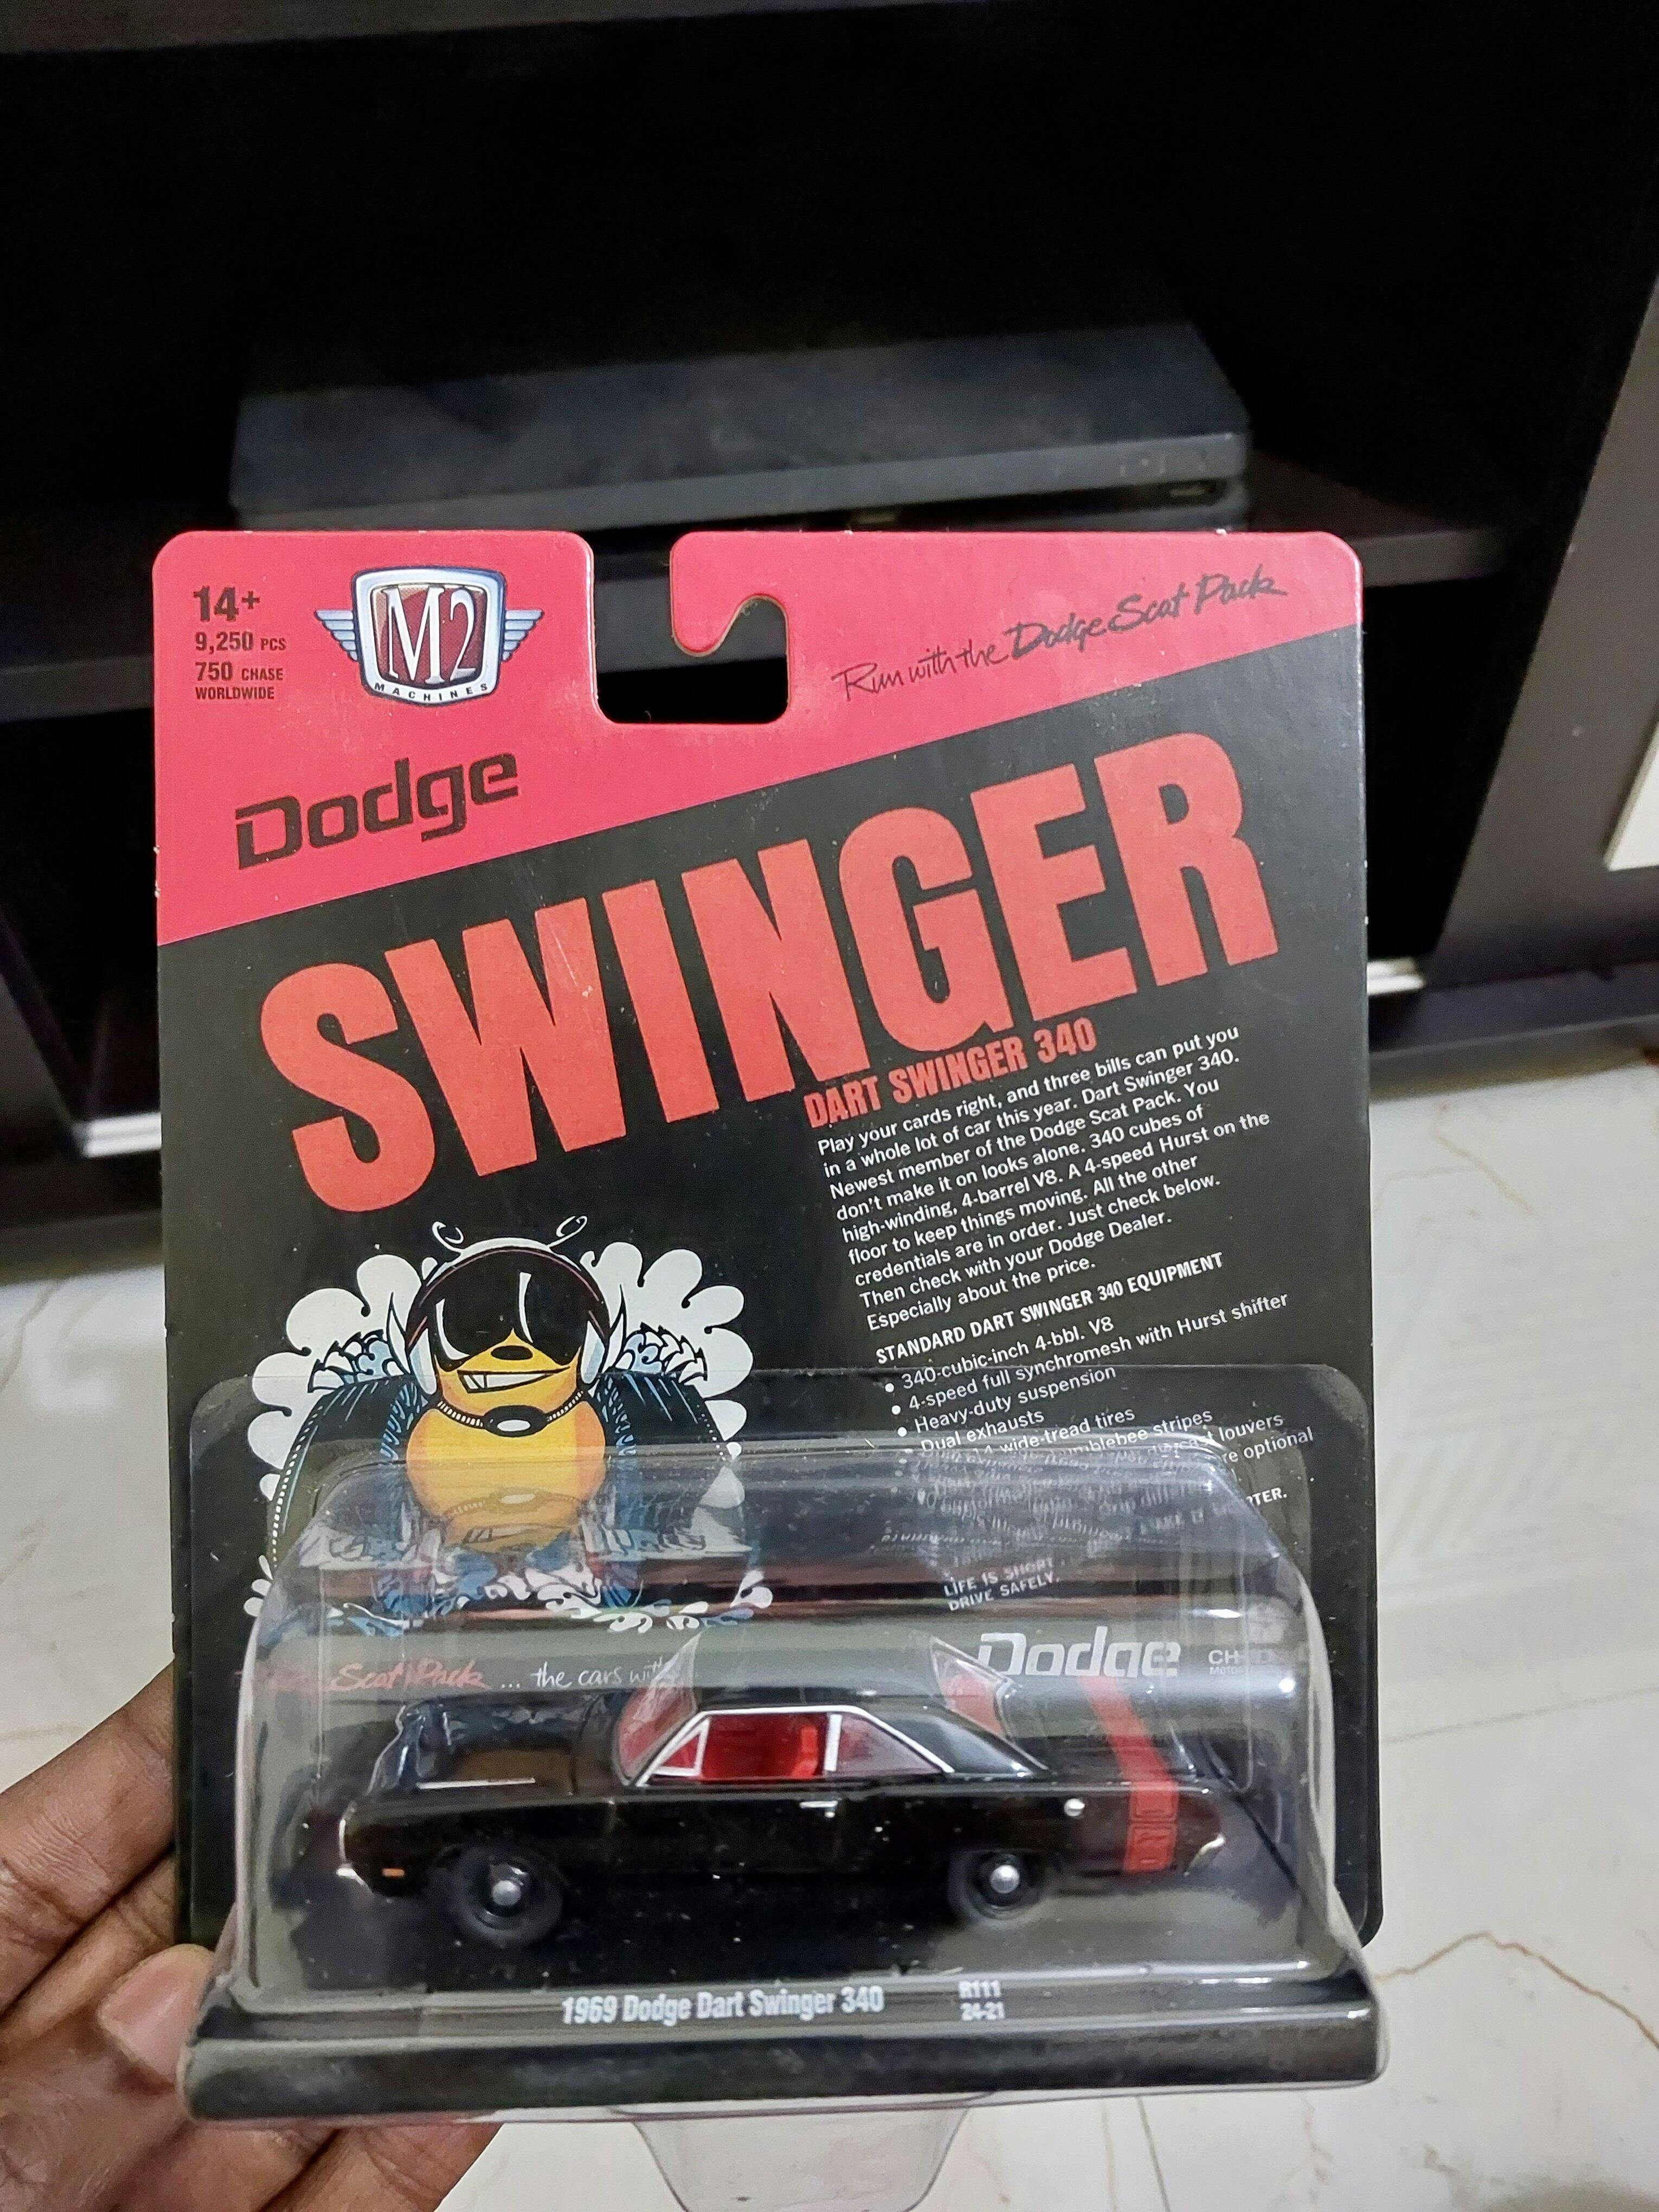 14+
9,250 PCS
750 CHASE
WORLDWIDE
M2
MACHINES
Run with the Dodge Scat Pack
Dodge
SWINGER
DART SWINGER 340
Play your cards right, and three bills can put you
in a whole lot of car this year. Dart Swinger 340.
Newest member of the Dodge Scat Pack. You
don't make it on looks alone. 340 cubes of
high-winding, 4-barrel V8. A 4-speed Hurst on the
floor to keep things moving. All the other
credentials are in order. Just check below.
Then check with your Dodge Dealer.
Especially about the price.
STANDARD DART SWINGER 340 EQUIPMENT
• 340-cubic-inch 4-bbl. V8
• 4-speed full synchromesh with Hurst shifter
• Heavy-duty suspension
• Dual exhausts
wide-tread tires
stripes
louvers
optional
LIFE IS SHORT
DRIVE SAFELY.
Dodge
Scat Pack ... the cars with
1969 Dodge Dart Swinger 340
R111
24-21